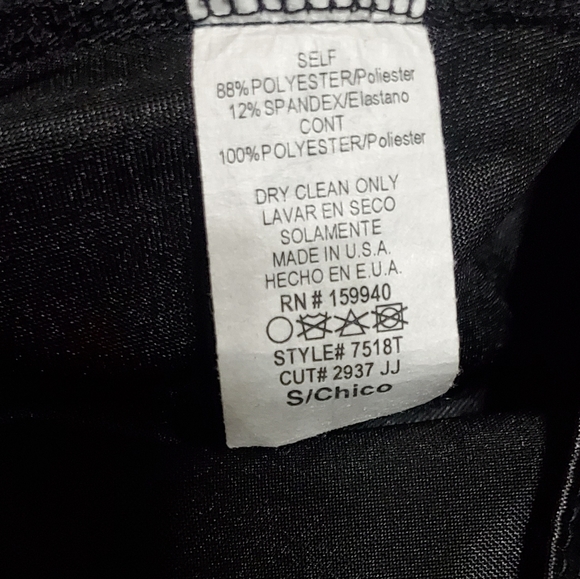 SELF
88%POLYESTER/Poliester
12%SPANDEX/Elastano
CONT
100%POLYESTER/Poliester
DRY CLEAN ONLY
LAVAR EN SECO
SOLAMENTE
MADE IN U.S.A.
HECHO EN E.U.A.
RN# 159940
STYLE# 7518T
CUT# 2937 JJ
S/Chico